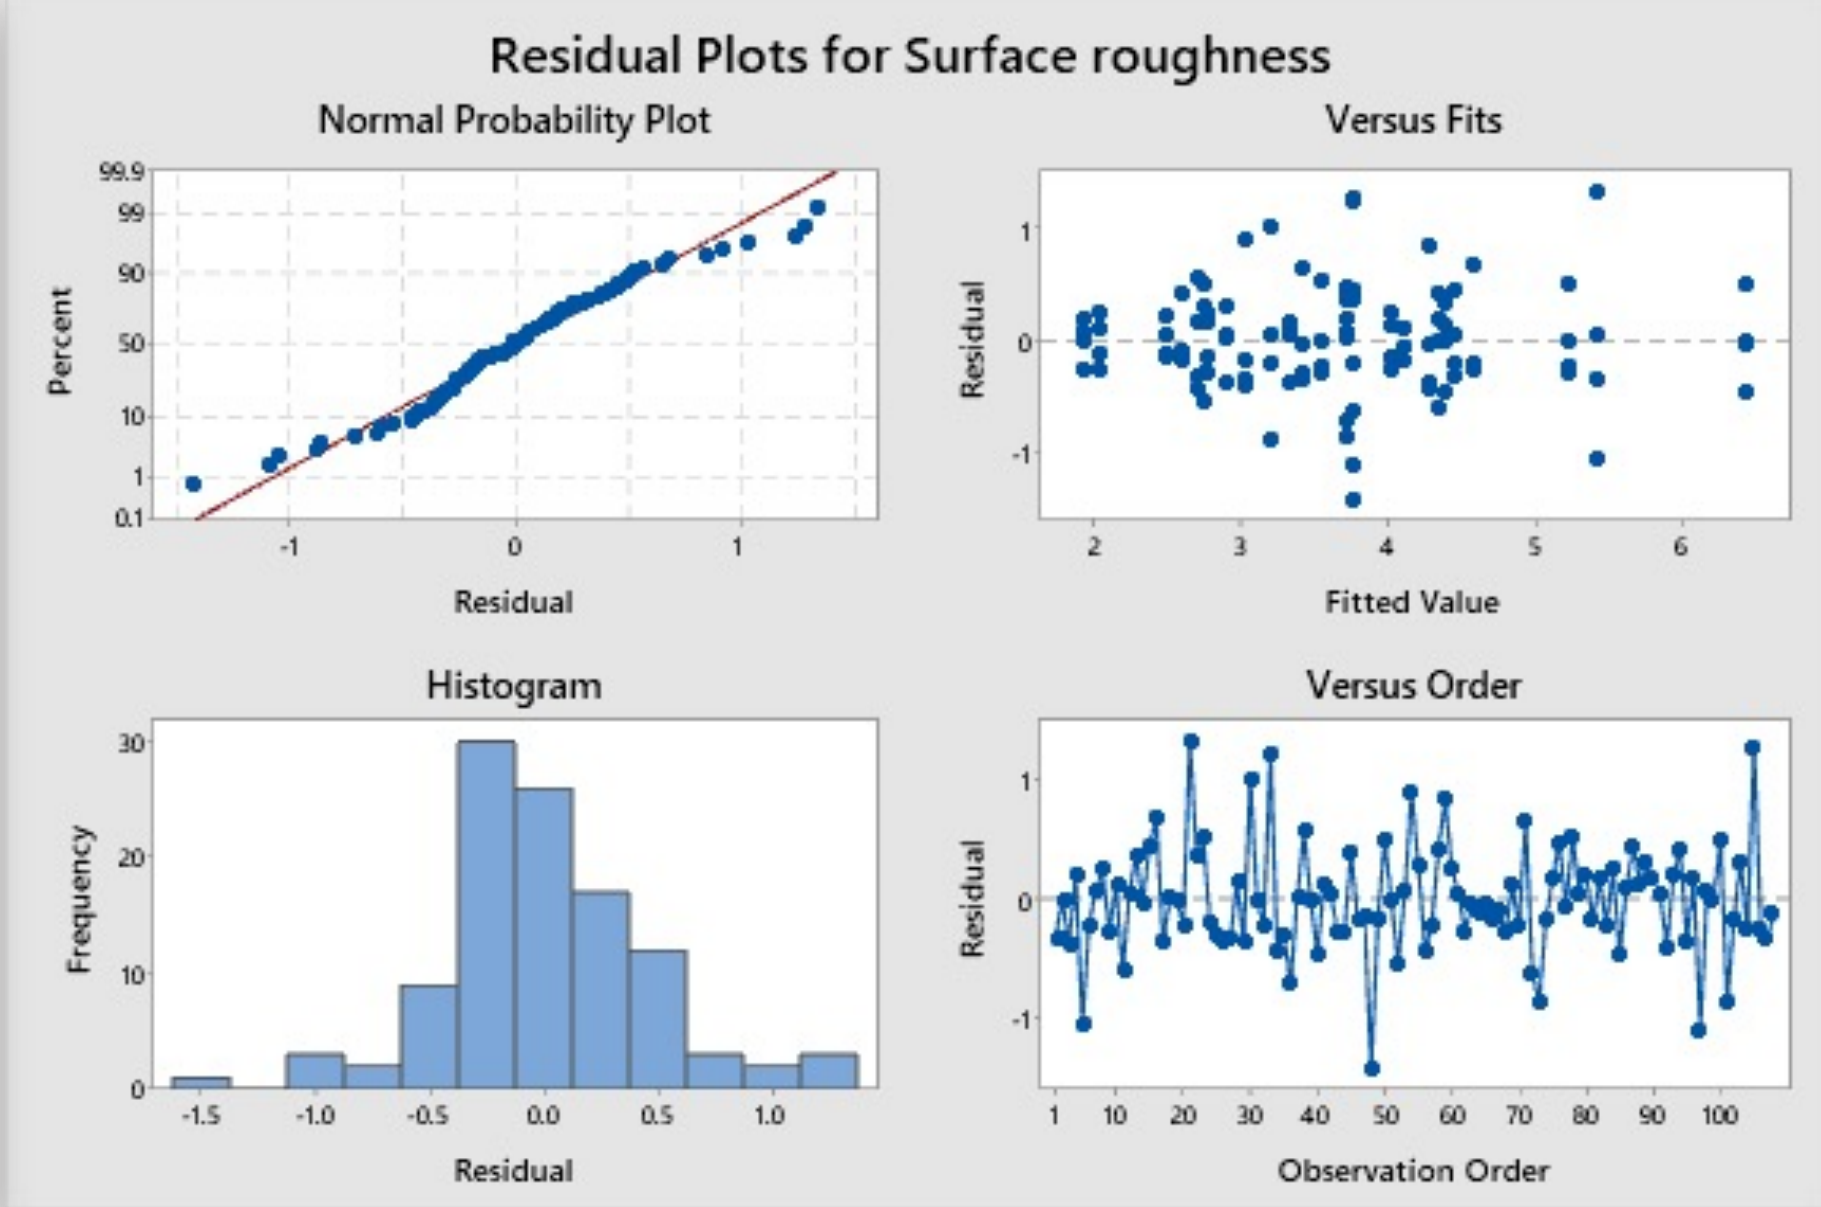 Residual Plots for Surface roughness
Normal Probability Plot
99.9
99
90
50
10
1
0.1
Percent
-1 0 1
Residual
Versus Fits
1
0
-1
Residual
2 3 4 5 6
Fitted Value
Histogram
30
20
10
0
Frequency
-1.5 -1.0 -0.5 0.0 0.5 1.0
Residual
Versus Order
1
0
-1
Residual
1 10 20 30 40 50 60 70 80 90 100
Observation Order